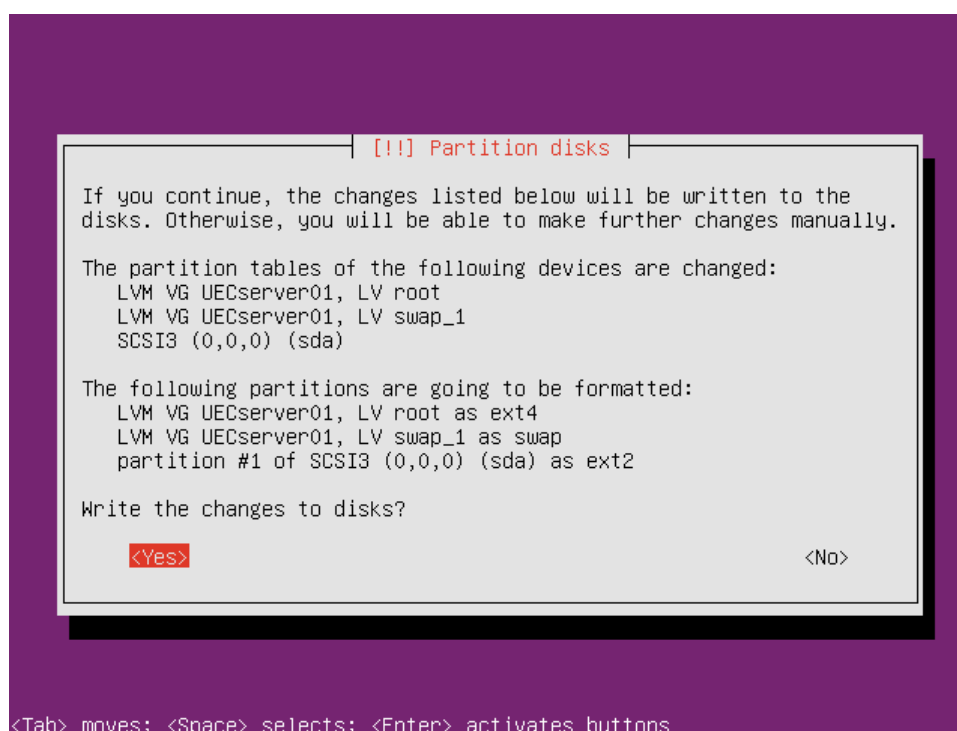 [!!] Partition disks
If you continue, the changes listed below will be written to the
disks. Otherwise, you will be able to make further changes manually.
The partition tables of the following devices are changed:
LVM VG UECserver01, LV root
LVM VG UECserver01, LV swap_1
SCSI3 (0,0,0) (sda)
The following partitions are going to be formatted:
LVM VG UECserver01, LV root as ext4
LVM VG UECserver01, LV swap_1 as swap
partition #1 of SCSI3 (0,0,0) (sda) as ext2
Write the changes to disks?
<Yes> <No>
<Tab> moves; <Space> selects; <Enter> activates buttons